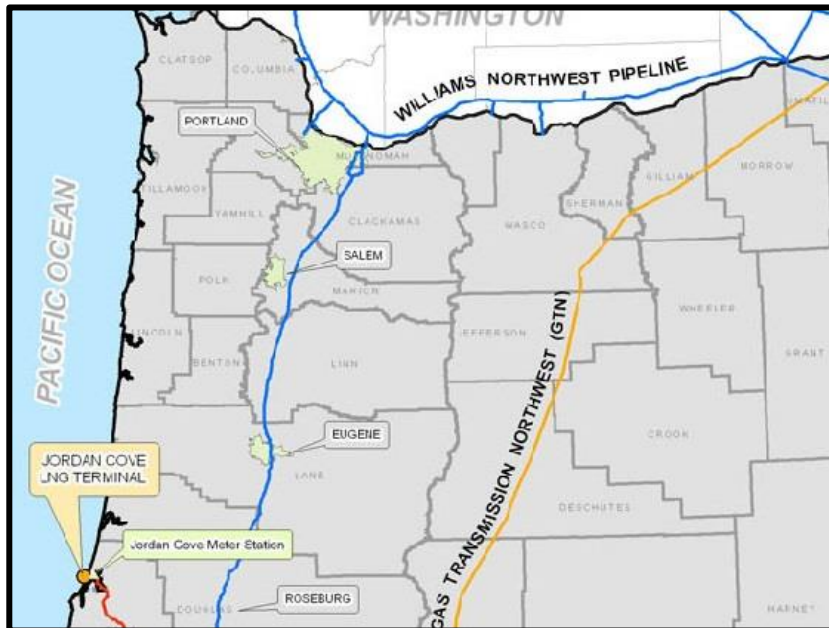 WASHINGTON
CLATSOP
COLUMBIA
WILLIAMS NORTHWEST PIPELINE
PORTLAND
MORROW
GILLIAM
TILLAMOOK
SHERMAN
YAMHILL
CLACKAMAS
WASCO
PACIFIC OCEAN
SALEM
POLK
MARION
WHEELER
LINCOLN
JEFFERSON
BENTON
LINN
GRANT
GAS TRANSMISSION NORTHWEST (GTN)
EUGENE
CROOK
JORDAN COVE
LNG TERMINAL
LANE
DESCHUTES
Jordan Cove Meter Station
ROSEBURG
DOUGLAS
HARNEY